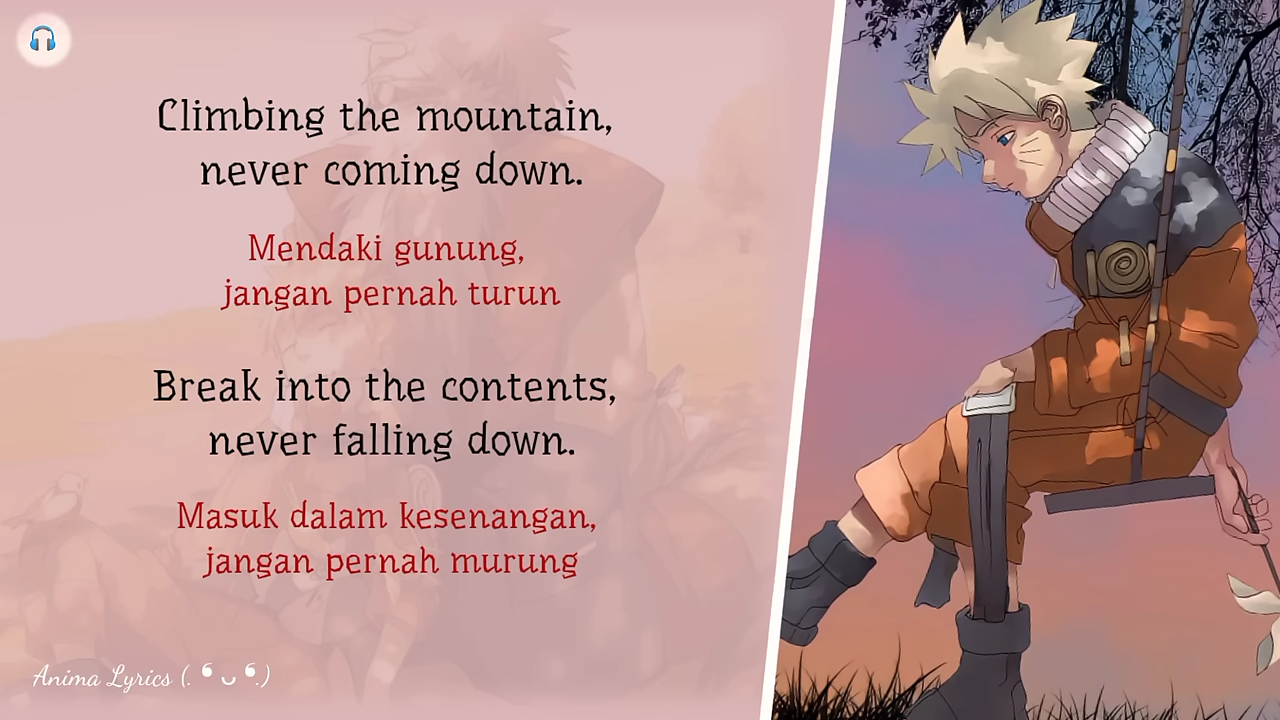 Climbing the mountain,
never coming down.
Mendaki gunung,
jangan pernah turun
Break into the contents,
never falling down.
Masuk dalam kesenangan,
jangan pernah murung
Anima Lyrics (. ❛ ᴗ ❛.)